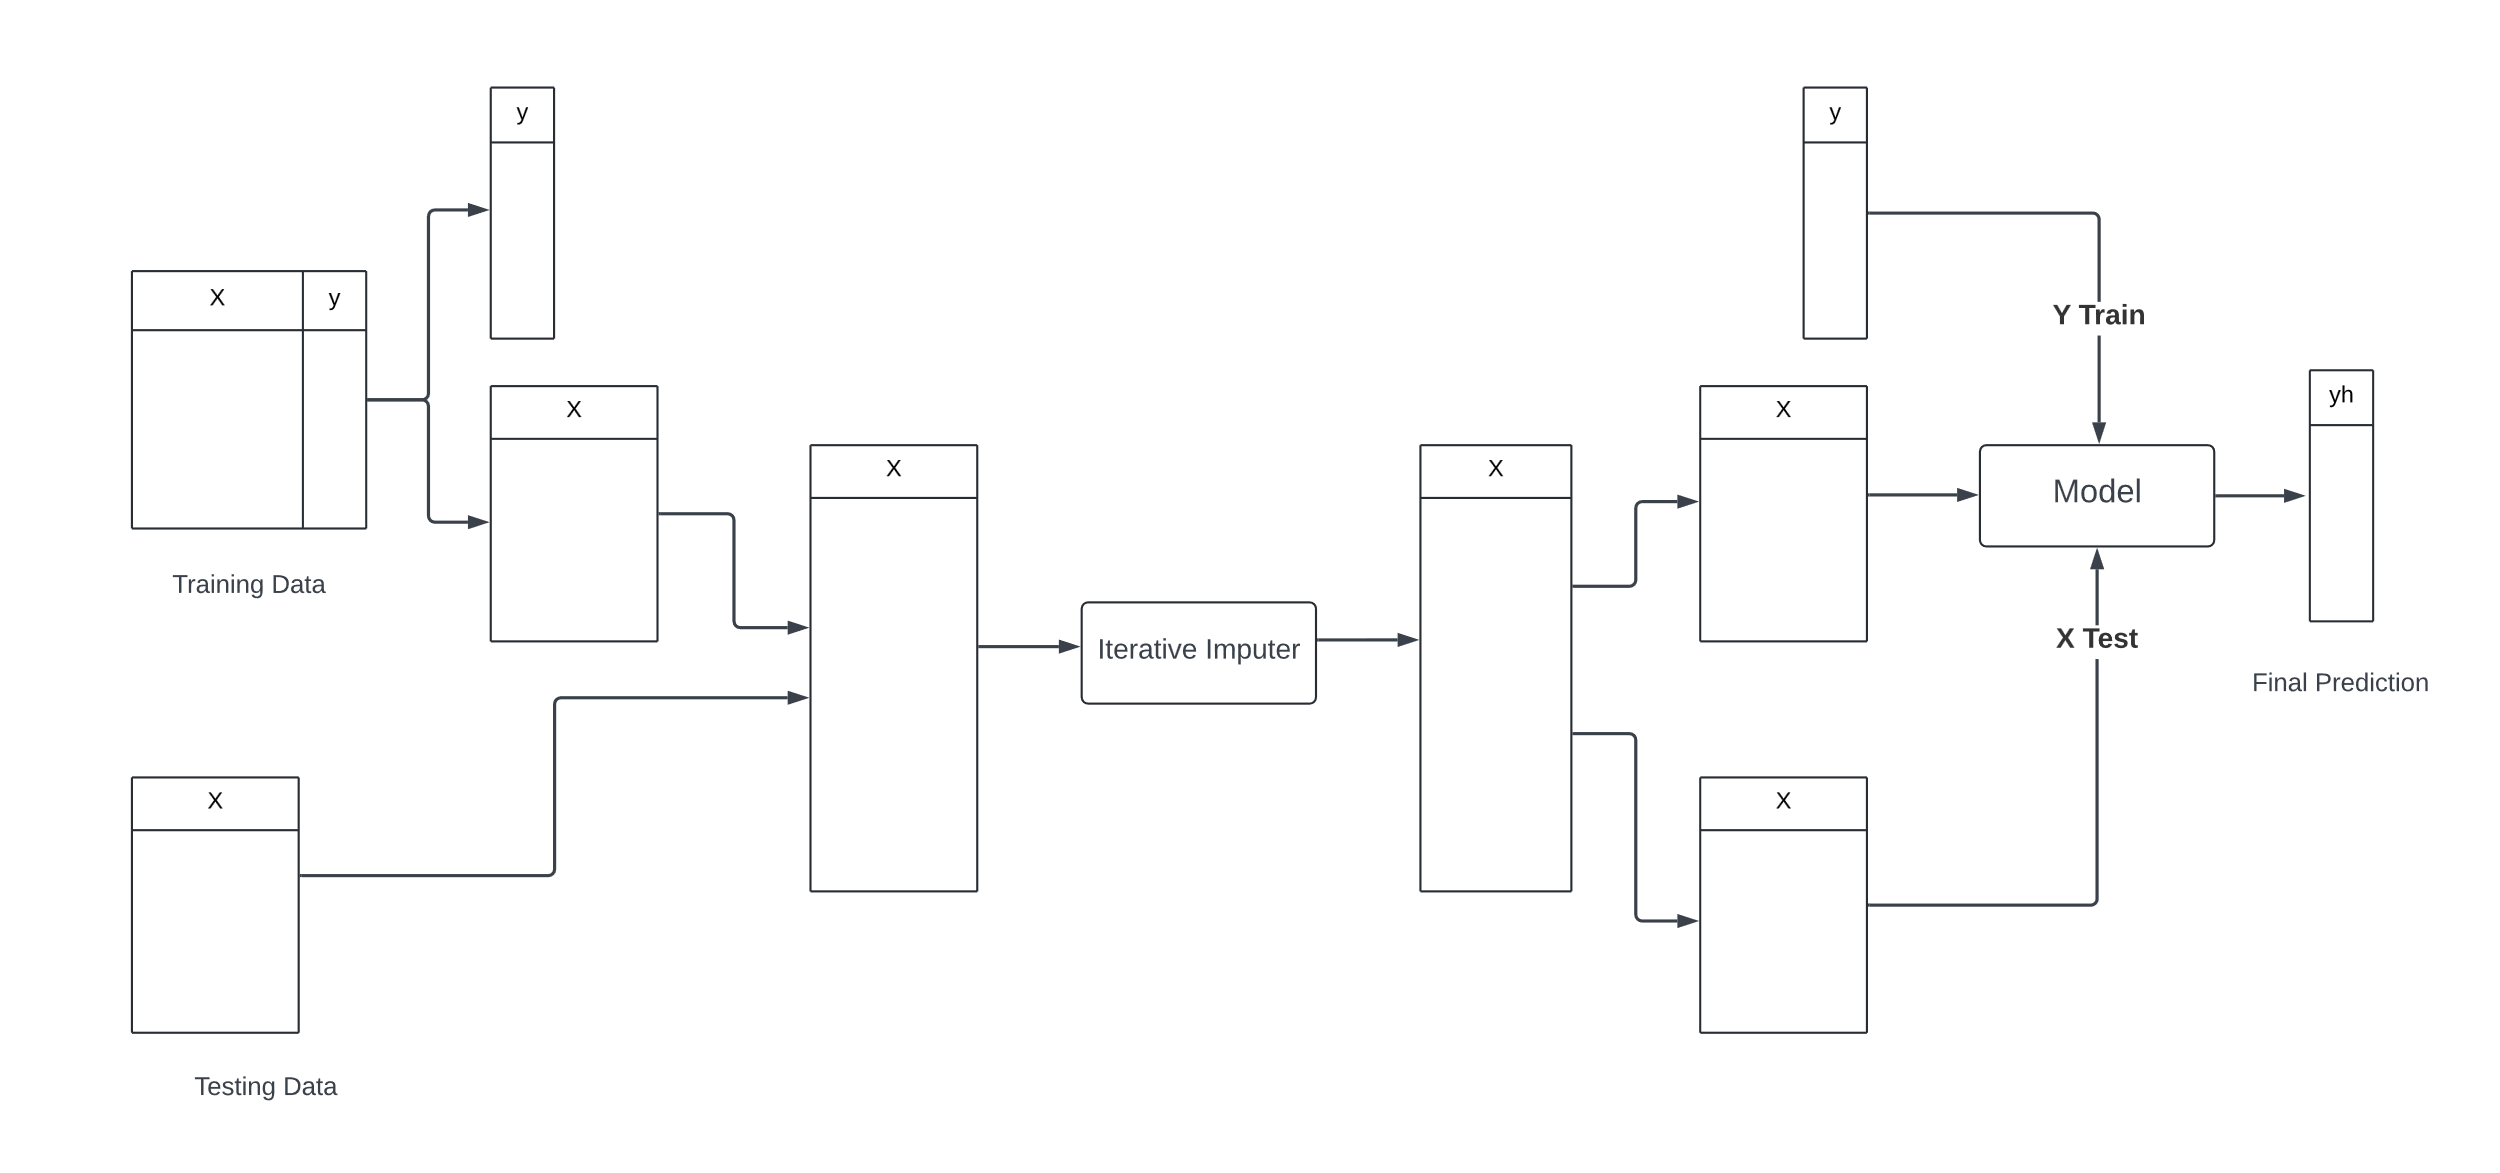 y
y
X
y
yh
X
X
X
X
Y Train
Model
Training Data
Iterative Imputer
X Test
Final Prediction
X
X
Testing Data